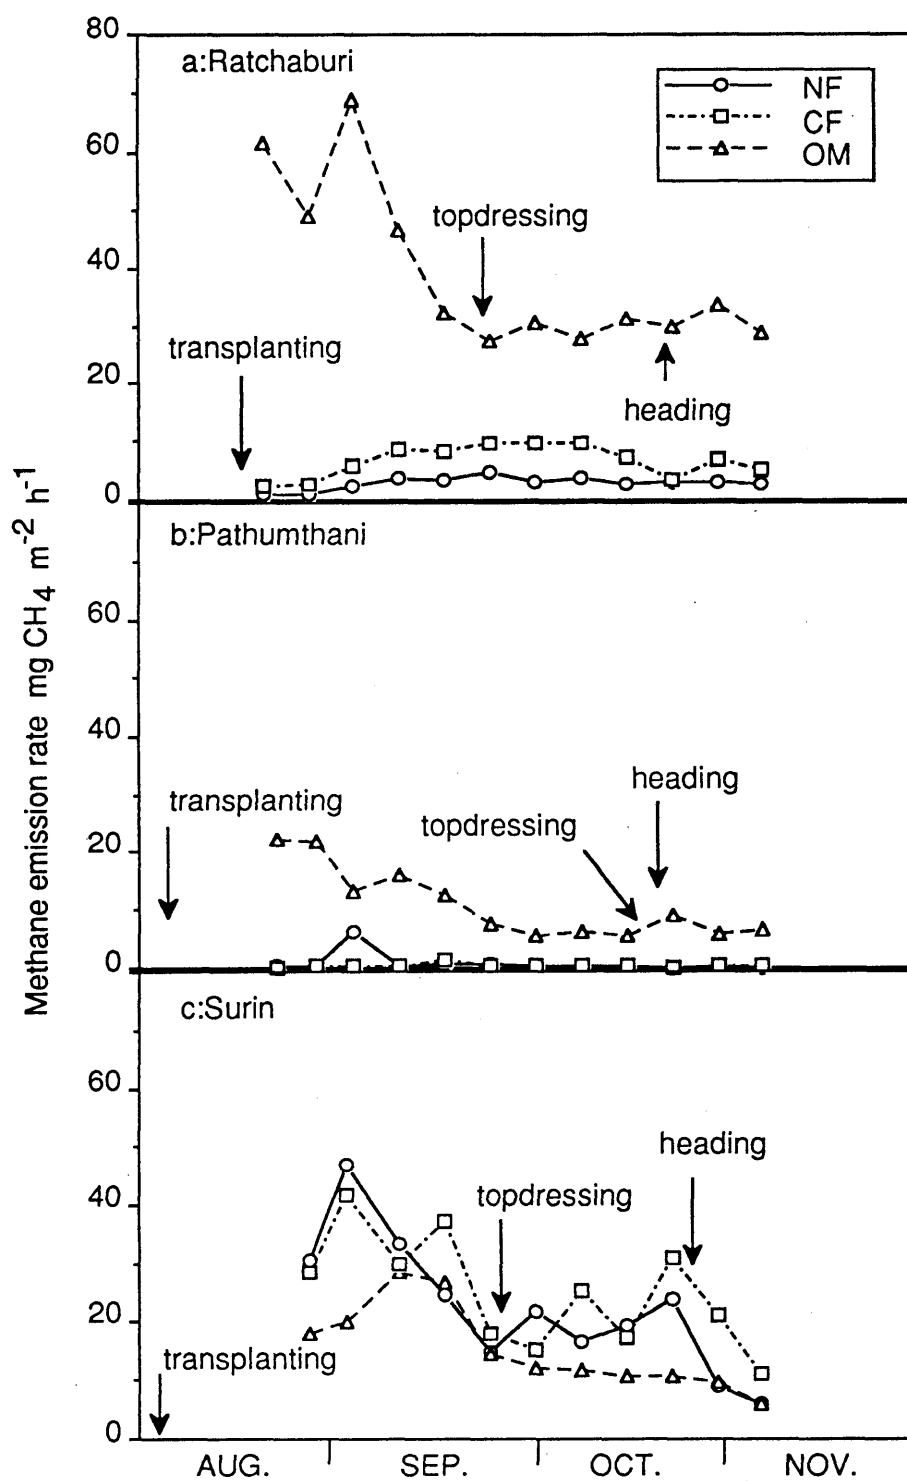 80
a:Ratchaburi
NF
CF
OM
60
topdressing
40
transplanting
20
heading
0
Methane emission rate mg CH4 m-2 h-1
b:Pathumthani
60
40
heading
transplanting
topdressing
20
0
c:Surin
60
heading
topdressing
40
20
transplanting
0
AUG.
SEP.
OCT.
NOV.